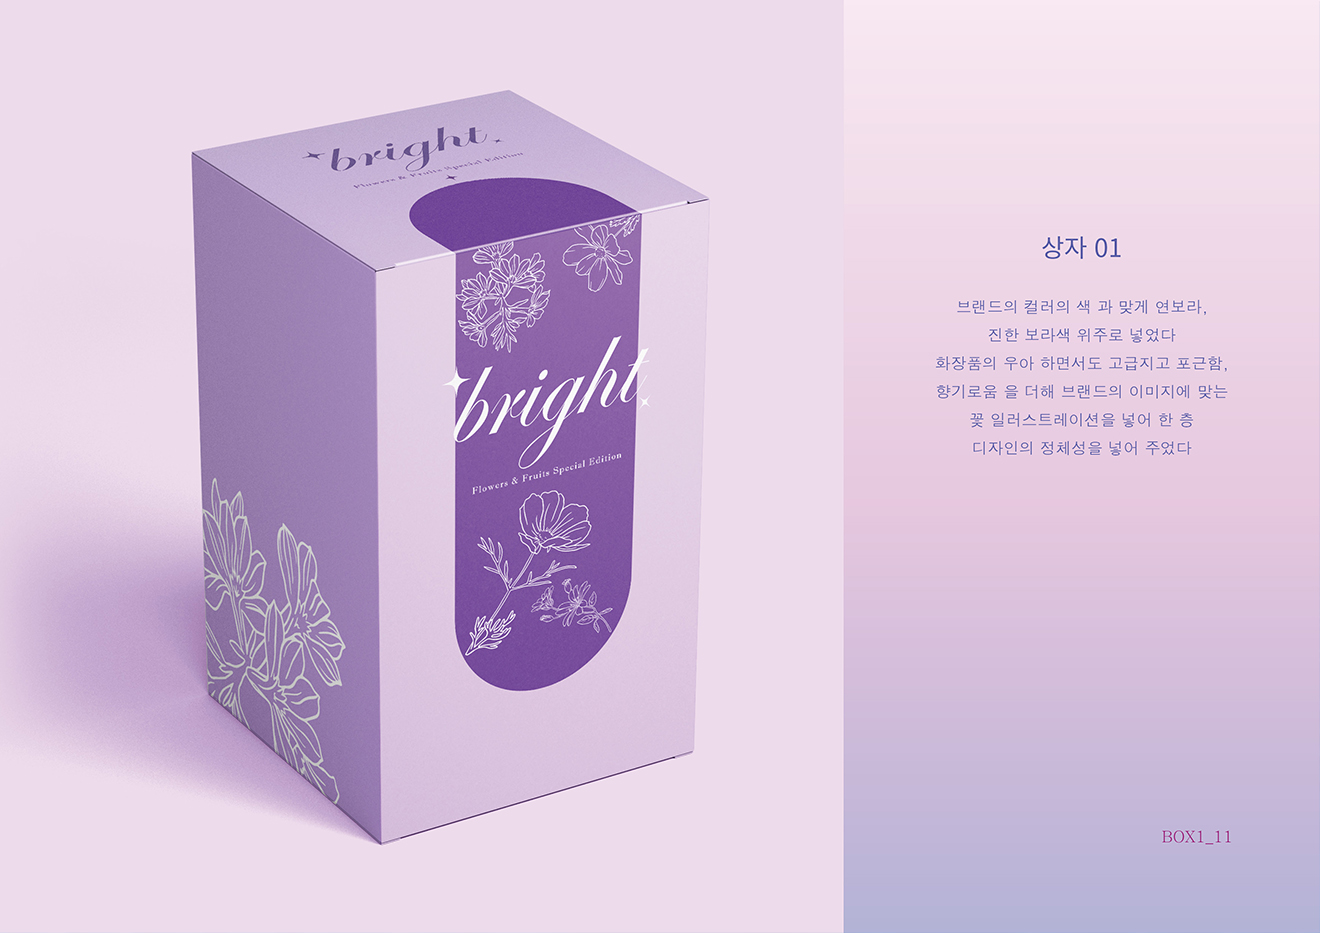 bright
Flowers & Fruits Special Edition
bright
Flowers & Fruits Special Edition
상자 01
브랜드의 컬러의 색 과 맞게 연보라,
진한 보라색 위주로 넣었다
화장품의 우아 하면서도 고급지고 포근함,
향기로움 을 더해 브랜드의 이미지에 맞는
꽃 일러스트레이션을 넣어 한 층
디자인의 정체성을 넣어 주었다
BOX1_11